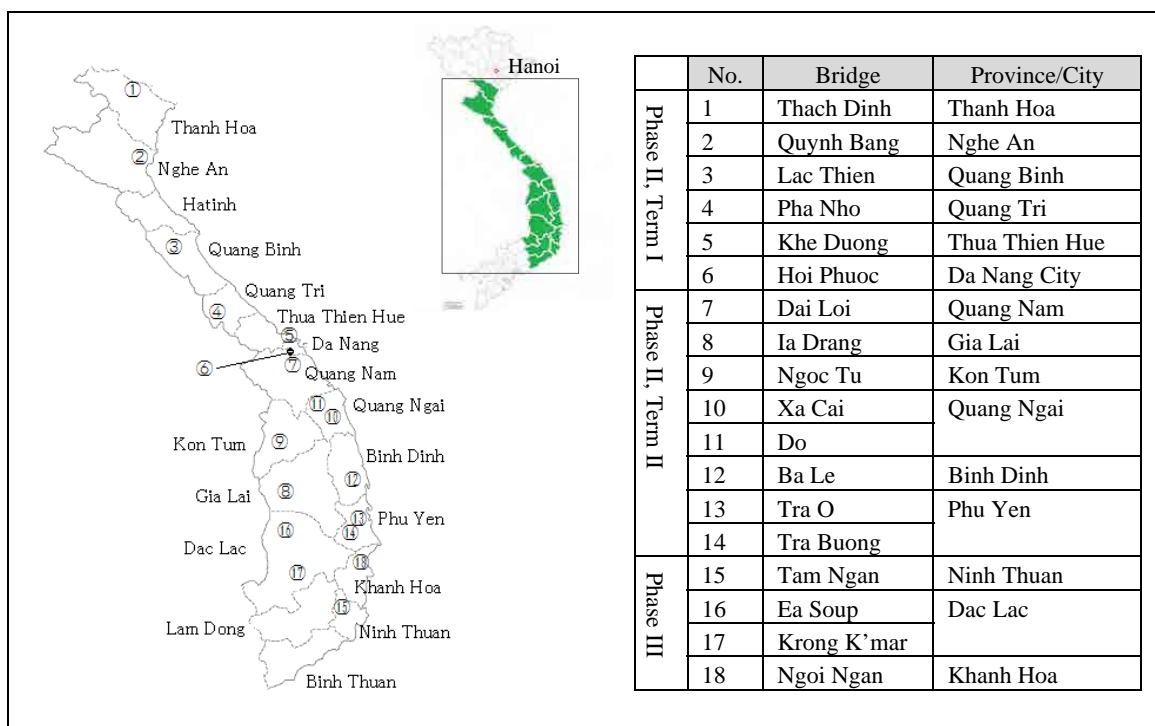 Hanoi
①
Thanh Hoa
②
Nghe An
Hatinh
③
Quang Binh
Quang Tri
④
Thua Thien Hue
⑤
Da Nang
⑥
⑦
Quang Nam
⑪
⑩
Quang Ngai
Kon Tum
⑨
Binh Dinh
Gia Lai
⑧
⑫
⑬
Phu Yen
⑯
⑭
Dac Lac
⑱
⑰
Khanh Hoa
⑮
Lam Dong
Ninh Thuan
Binh Thuan
No. Bridge Province/City
Phase II, Term I
1 Thach Dinh Thanh Hoa
2 Quynh Bang Nghe An
3 Lac Thien Quang Binh
4 Pha Nho Quang Tri
5 Khe Duong Thua Thien Hue
6 Hoi Phuoc Da Nang City
Phase II, Term II
7 Dai Loi Quang Nam
8 Ia Drang Gia Lai
9 Ngoc Tu Kon Tum
10 Xa Cai Quang Ngai
11 Do
12 Ba Le Binh Dinh
13 Tra O Phu Yen
14 Tra Buong
Phase III
15 Tam Ngan Ninh Thuan
16 Ea Soup Dac Lac
17 Krong K’mar
18 Ngoi Ngan Khanh Hoa